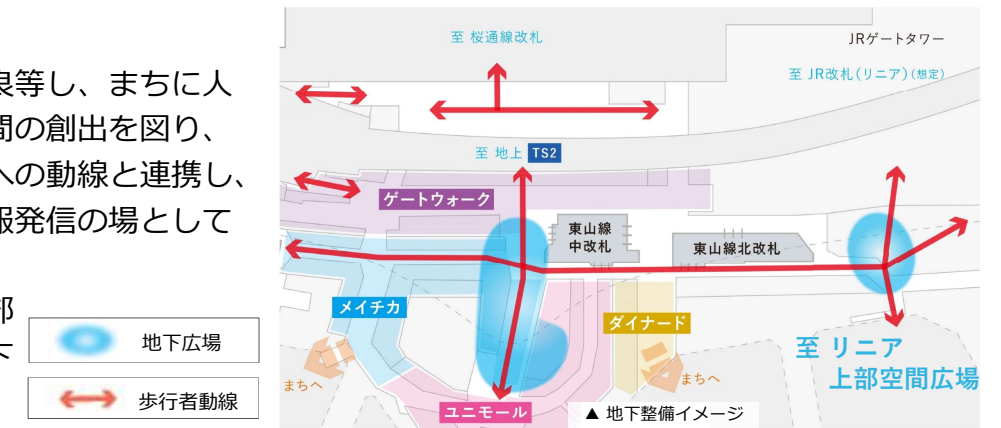 良等し、まちに人
間の創出を図り、
への動線と連携し、
報発信の場として
部
下
地下広場
歩行者動線
至 桜通線改札
JRゲートタワー
至 JR改札(リニア)(想定)
至 地上 TS2
ゲートウォーク
東山線
中改札
東山線北改札
メイチカ
ダイナード
至 リニア
上部空間広場
まちへ
まちへ
ユニモール
▲ 地下整備イメージ